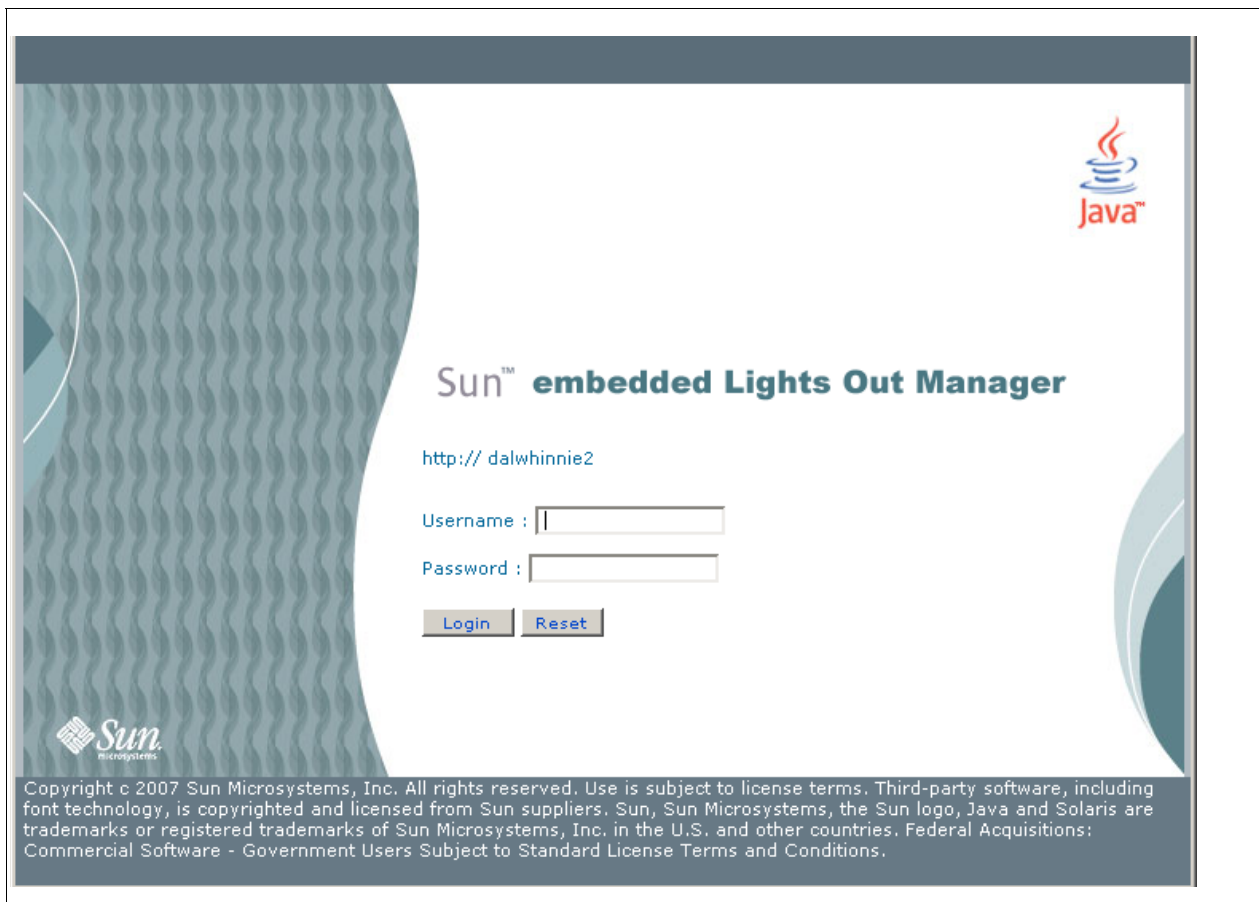 Java™
Sun™ embedded Lights Out Manager
http:// dalwhinnie2
Username :
Password :
Login Reset
Sun.
microsystems
Copyright c 2007 Sun Microsystems, Inc. All rights reserved. Use is subject to license terms. Third-party software, including
font technology, is copyrighted and licensed from Sun suppliers. Sun, Sun Microsystems, the Sun logo, Java and Solaris are
trademarks or registered trademarks of Sun Microsystems, Inc. in the U.S. and other countries. Federal Acquisitions:
Commercial Software - Government Users Subject to Standard License Terms and Conditions.